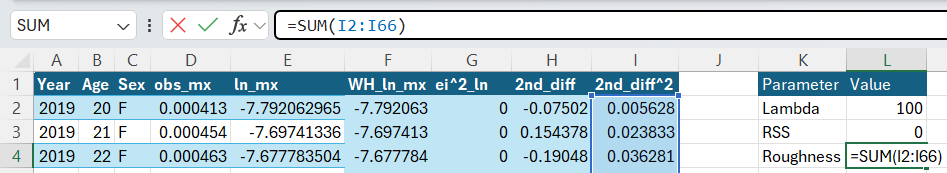 SUM fx =SUM(I2:I66)
A B C D E F G H I J K L
1 Year Age Sex obs_mx ln_mx WH_ln_mx ei^2_ln 2nd_diff 2nd_diff^2 Parameter Value
2 2019 20 F 0.000413 -7.792062965 -7.792063 0 -0.07502 0.005628 Lambda 100
3 2019 21 F 0.000454 -7.69741336 -7.697413 0 0.154378 0.023833 RSS 0
4 2019 22 F 0.000463 -7.677783504 -7.677784 0 -0.19048 0.036281 Roughness =SUM(I2:I66)